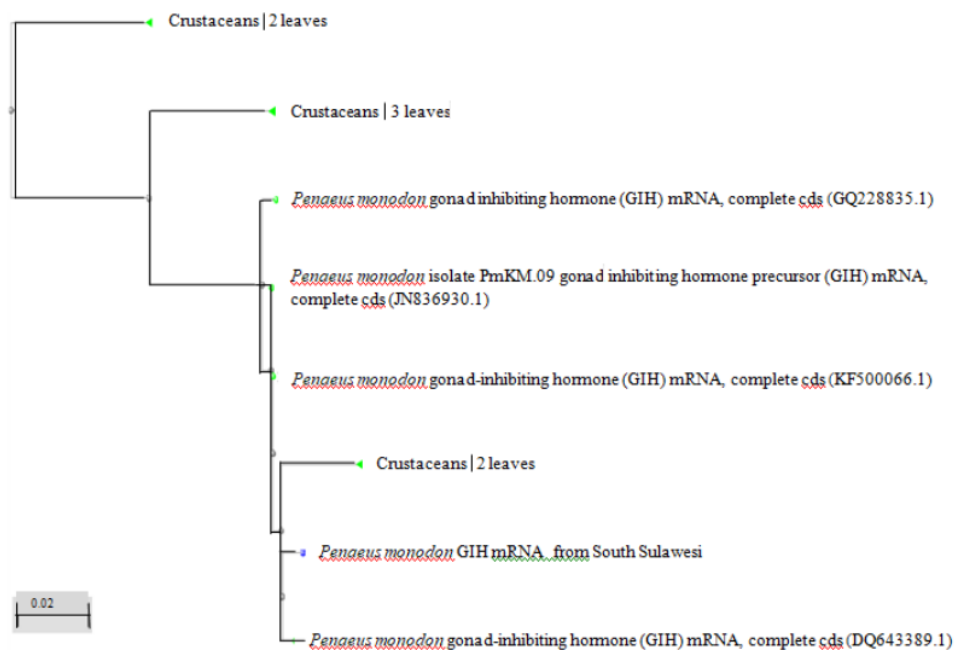 Crustaceans|2 leaves
Crustaceans|3 leaves
Penaeus monodon gonad inhibiting hormone (GIH) mRNA, complete cds (GQ228835.1)
Penaeus monodon isolate PmKM.09 gonad inhibiting hormone precursor (GIH) mRNA,
complete cds (JN836930.1)
Penaeus monodon gonad-inhibiting hormone (GIH) mRNA, complete cds (KF500066.1)
Crustaceans|2 leaves
Penaeus monodon GIH mRNA from South Sulawesi
0.02
Penaeus monodon gonad-inhibiting hormone (GIH) mRNA, complete cds (DQ643389.1)